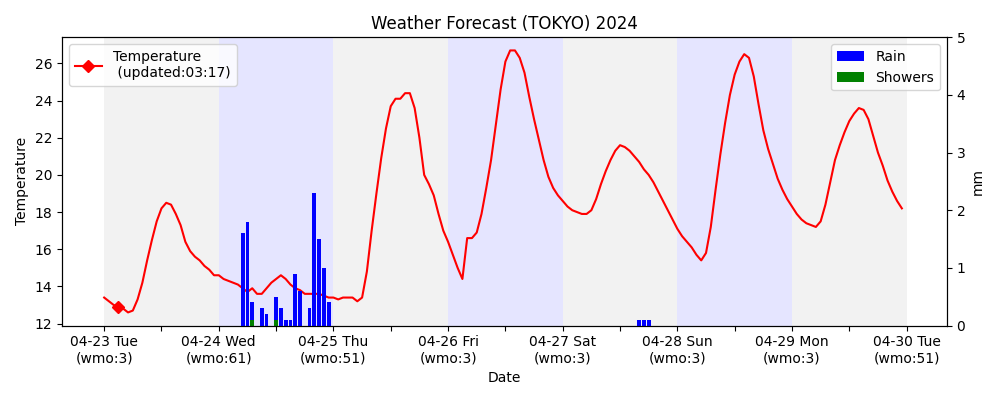 Weather Forecast (TOKYO) 2024
Temperature
(updated:03:17)
Rain
Showers
26
24
22
20
18
16
14
12
Temperature
5
4
3
2
1
0
mm
04-23 Tue 04-24 Wed 04-25 Thu 04-26 Fri 04-27 Sat 04-28 Sun 04-29 Mon 04-30 Tue
(wmo:3) (wmo:61) (wmo:51) (wmo:3) (wmo:3) (wmo:3) (wmo:3) (wmo:51)
Date